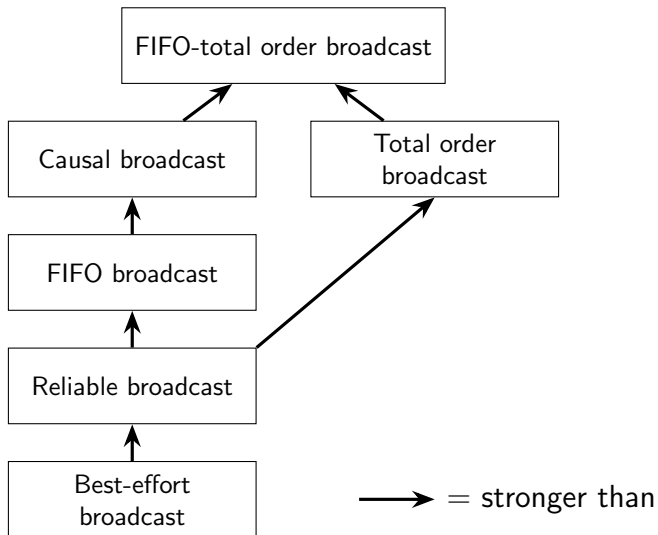 FIFO-total order broadcast
Causal broadcast
Total order
broadcast
FIFO broadcast
Reliable broadcast
Best-effort
broadcast
= stronger than